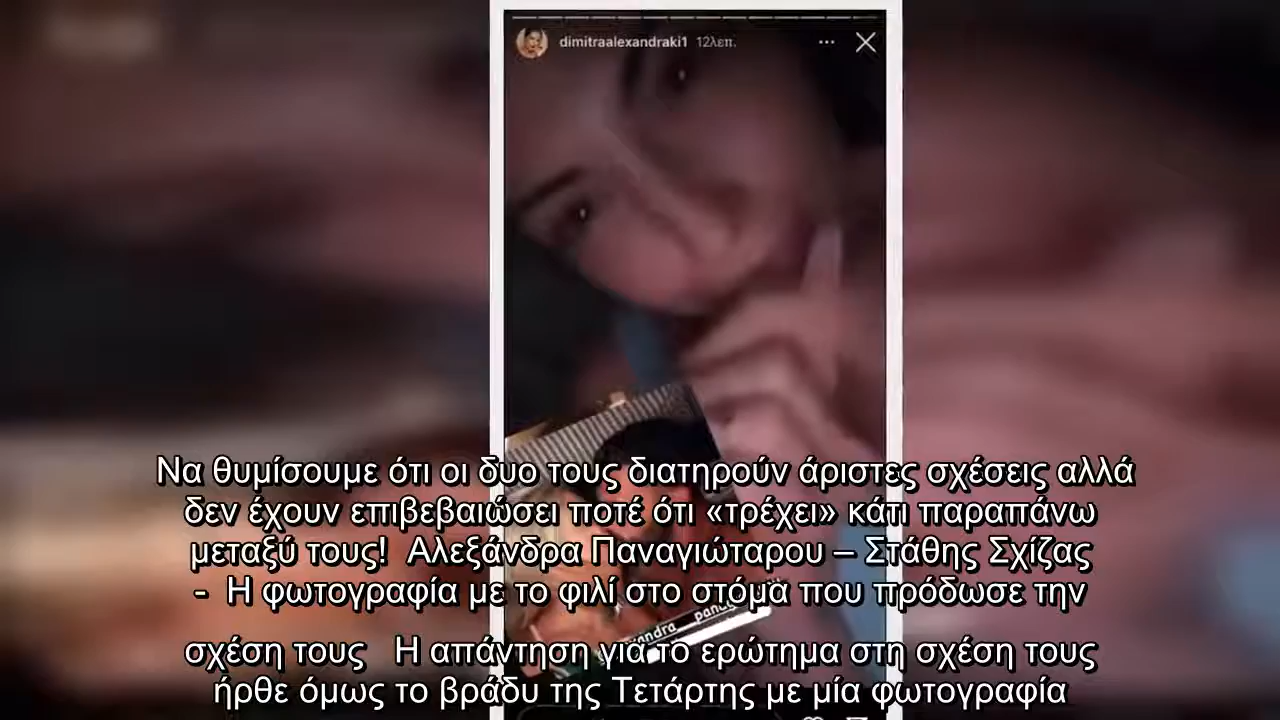 dimitraalexandraki1 12λεπ.
Να θυμίσουμε ότι οι δυο τους διατηρούν άριστες σχέσεις αλλά
δεν έχουν επιβεβαιώσει ποτέ ότι «τρέχει» κάτι παραπάνω
μεταξύ τους!  Αλεξάνδρα Παναγιώταρου – Στάθης Σχίζας
-  Η φωτογραφία με το φιλί στο στόμα που πρόδωσε την
σχέση τους   Η απάντηση για το ερώτημα στη σχέση τους
ήρθε όμως το βράδυ της Τετάρτης με μία φωτογραφία